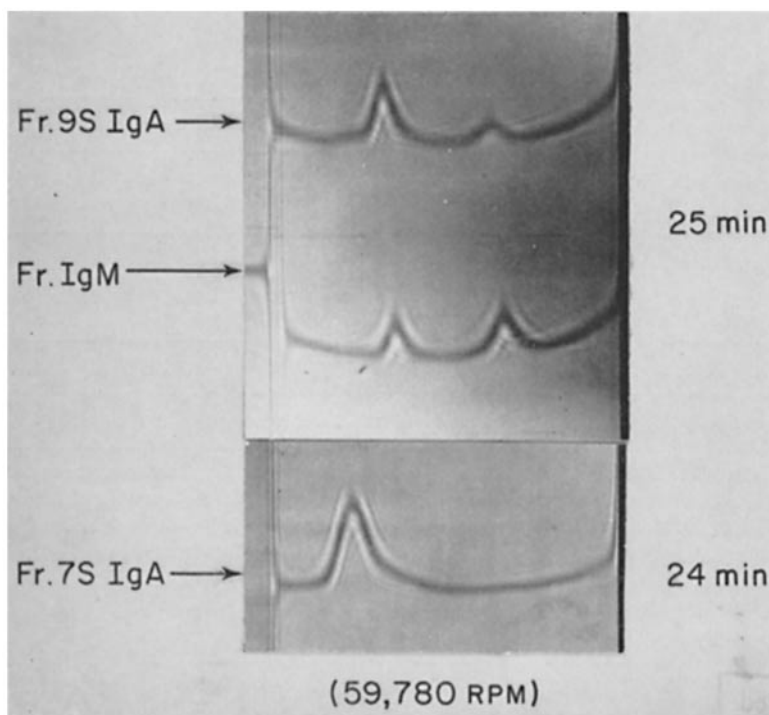 Fr.9S IgA
25 min
Fr.IgM
Fr.7S IgA
24 min
(59,780 RPM)